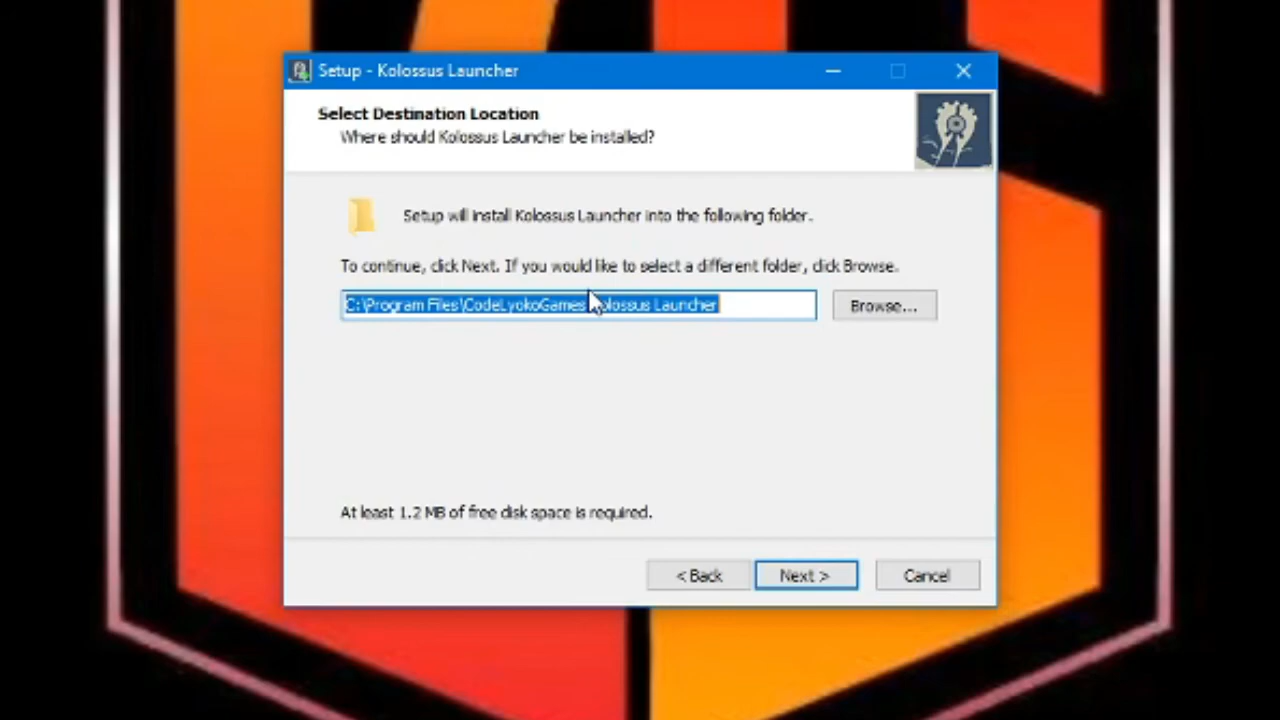 Setup - Kolossus Launcher
Select Destination Location
Where should Kolossus Launcher be installed?
Setup will install Kolossus Launcher into the following folder.
To continue, click Next. If you would like to select a different folder, click Browse.
C:\Program Files\CodeLyokoGames olossus Launcher
Browse...
At least 1.2 MB of free disk space is required.
< Back
Next >
Cancel